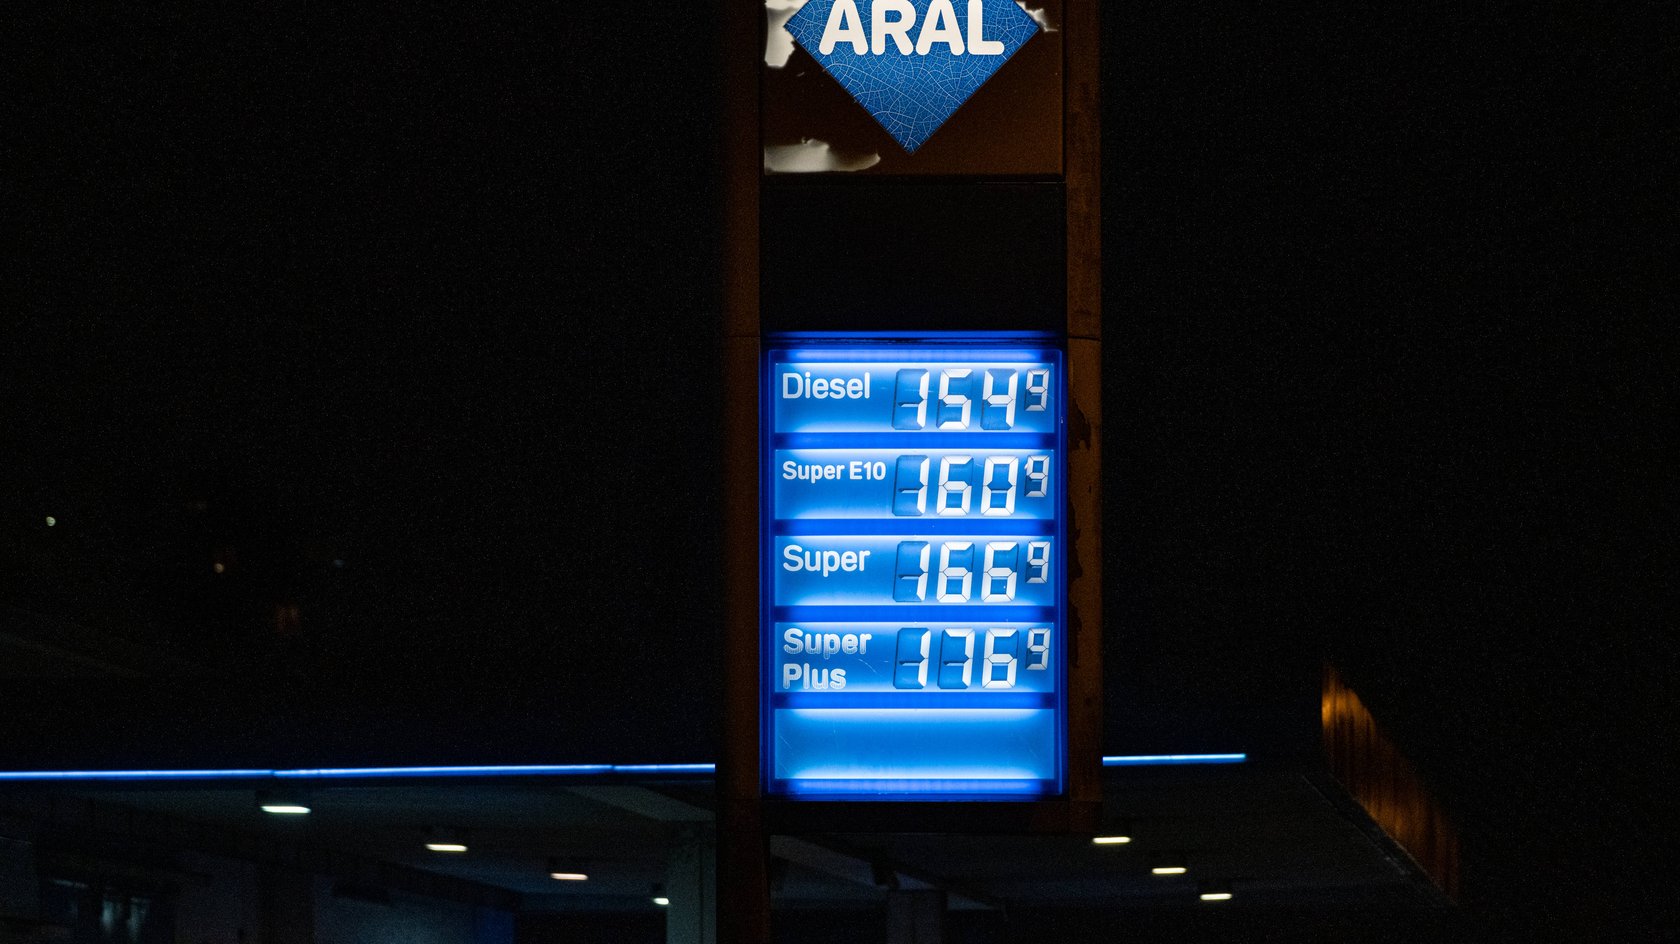 ARAL
Diesel 154⁹
Super E10 160⁹
Super 166⁹
Super
Plus 176⁹